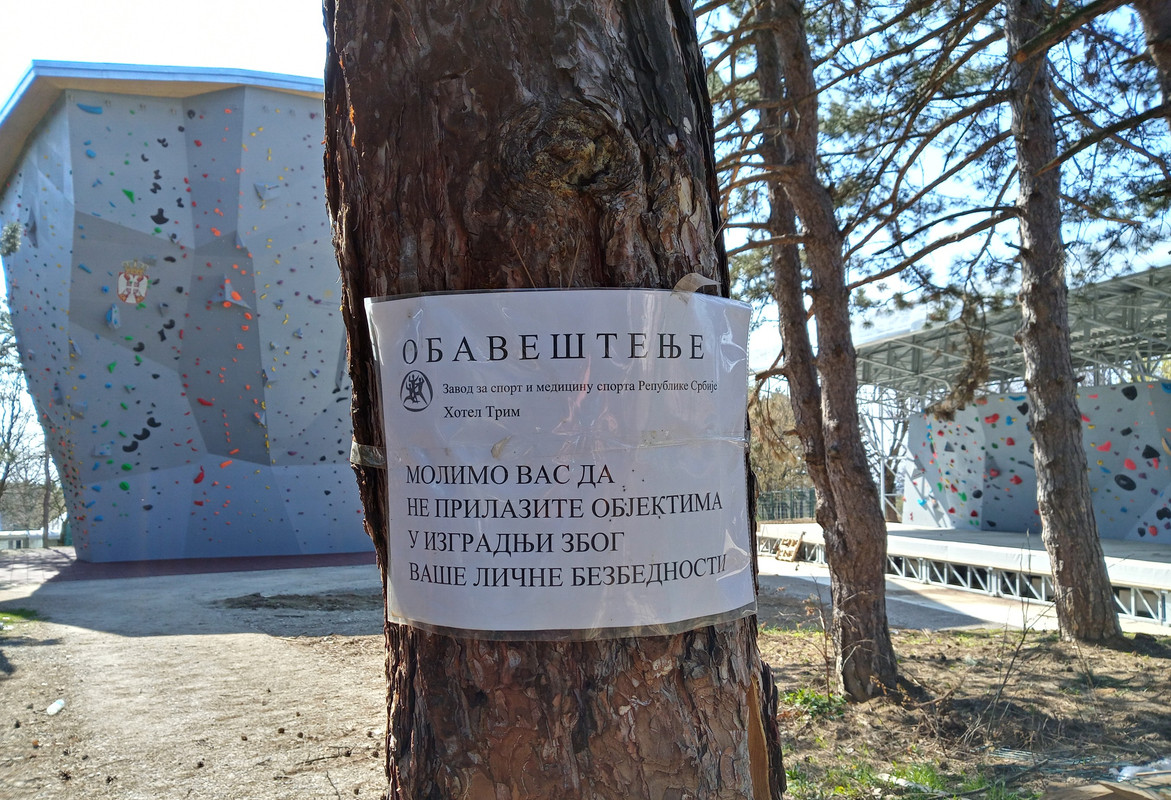 ОБАВЕШТЕЊЕ
Завод за спорт и медицину спорта Републике Србије
Хотел Трим
МОЛИМО ВАС ДА
НЕ ПРИЛАЗИТЕ ОБЈЕКТИМА
У ИЗГРАДЊИ ЗБОГ
ВАШЕ ЛИЧНЕ БЕЗБЕДНОСТИ